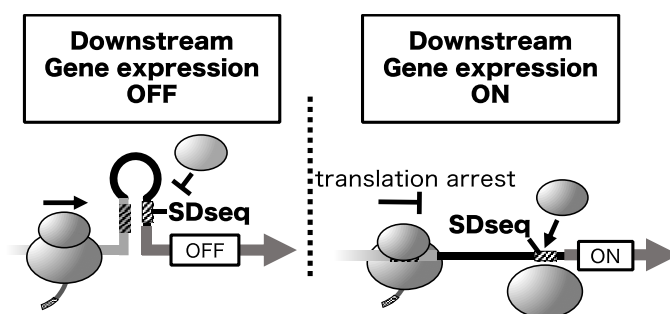 Downstream
Gene expression
OFF
SDseq
OFF
Downstream
Gene expression
ON
translation arrest
SDseq
ON